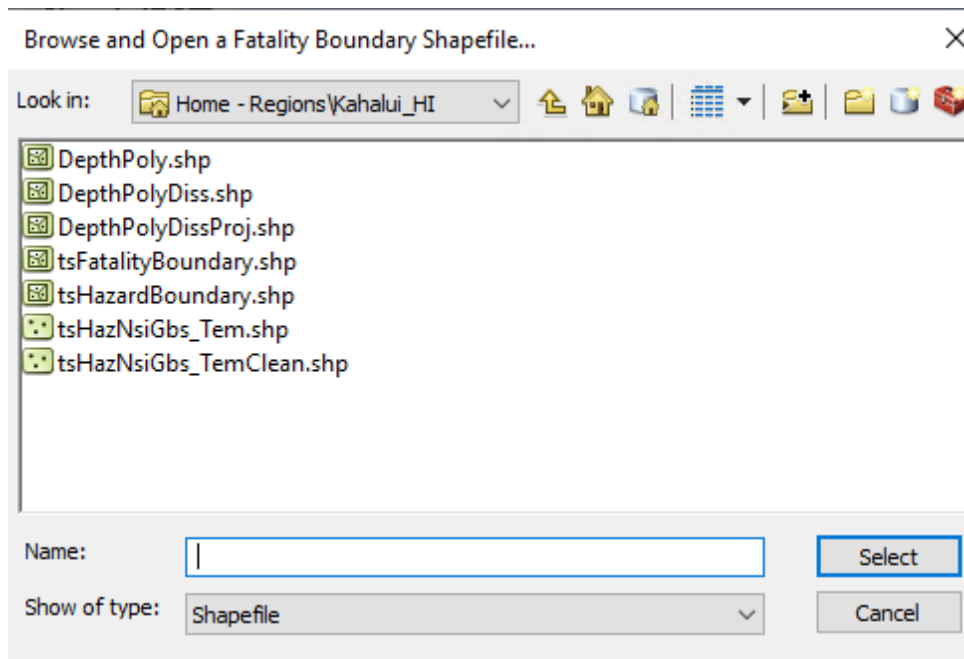 Browse and Open a Fatality Boundary Shapefile...
Look in:
Home - Regions\Kahalui_HI
DepthPoly.shp
DepthPolyDiss.shp
DepthPolyDissProj.shp
tsFatalityBoundary.shp
tsHazardBoundary.shp
tsHazNsiGbs_Tem.shp
tsHazNsiGbs_TemClean.shp
Name:
Select
Show of type:
Shapefile
Cancel